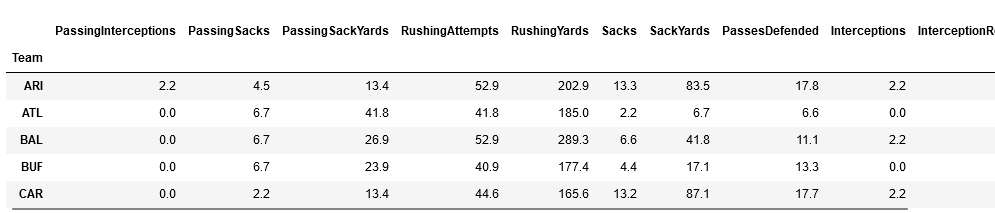 PassingInterceptions PassingSacks PassingSackYards RushingAttempts RushingYards Sacks SackYards PassesDefended Interceptions InterceptionRe
Team
ARI 2.2 4.5 13.4 52.9 202.9 13.3 83.5 17.8 2.2
ATL 0.0 6.7 41.8 41.8 185.0 2.2 6.7 6.6 0.0
BAL 0.0 6.7 26.9 52.9 289.3 6.6 41.8 11.1 2.2
BUF 0.0 6.7 23.9 40.9 177.4 4.4 17.1 13.3 0.0
CAR 0.0 2.2 13.4 44.6 165.6 13.2 87.1 17.7 2.2